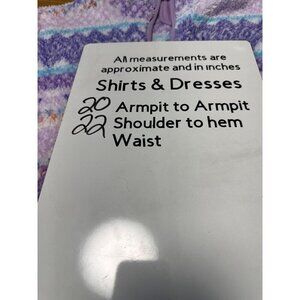 All measurements are
approximate and in inches
Shirts & Dresses
20 Armpit to Armpit
22 Shoulder to hem
Waist